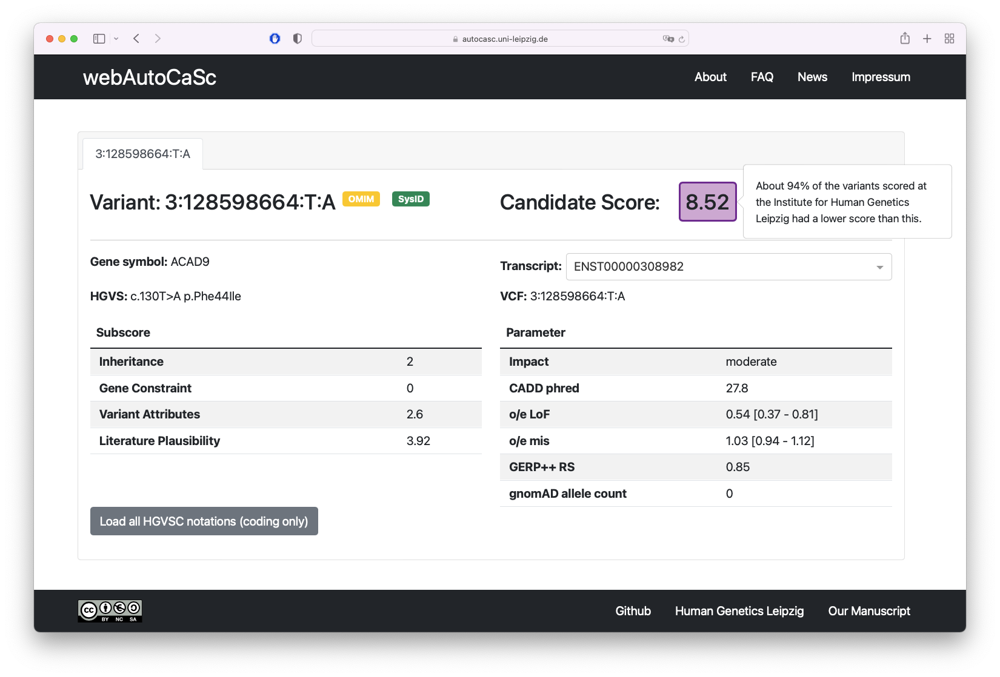 autocasc.uni-leipzig.de
webAutoCaSc
About FAQ News Impressum
3:128598664:T:A
Variant: 3:128598664:T:A OMIM SysID
Candidate Score: 8.52
About 94% of the variants scored at
the Institute for Human Genetics
Leipzig had a lower score than this.
Gene symbol: ACAD9
Transcript: ENST00000308982
HGVS: c.130T>A p.Phe44Ile
VCF: 3:128598664:T:A
Subscore
Inheritance 2
Gene Constraint 0
Variant Attributes 2.6
Literature Plausibility 3.92
Parameter
Impact moderate
CADD phred 27.8
o/e LoF 0.54 [0.37 - 0.81]
o/e mis 1.03 [0.94 - 1.12]
GERP++ RS 0.85
gnomAD allele count 0
Load all HGVSC notations (coding only)
cc BY NC SA
Github Human Genetics Leipzig Our Manuscript